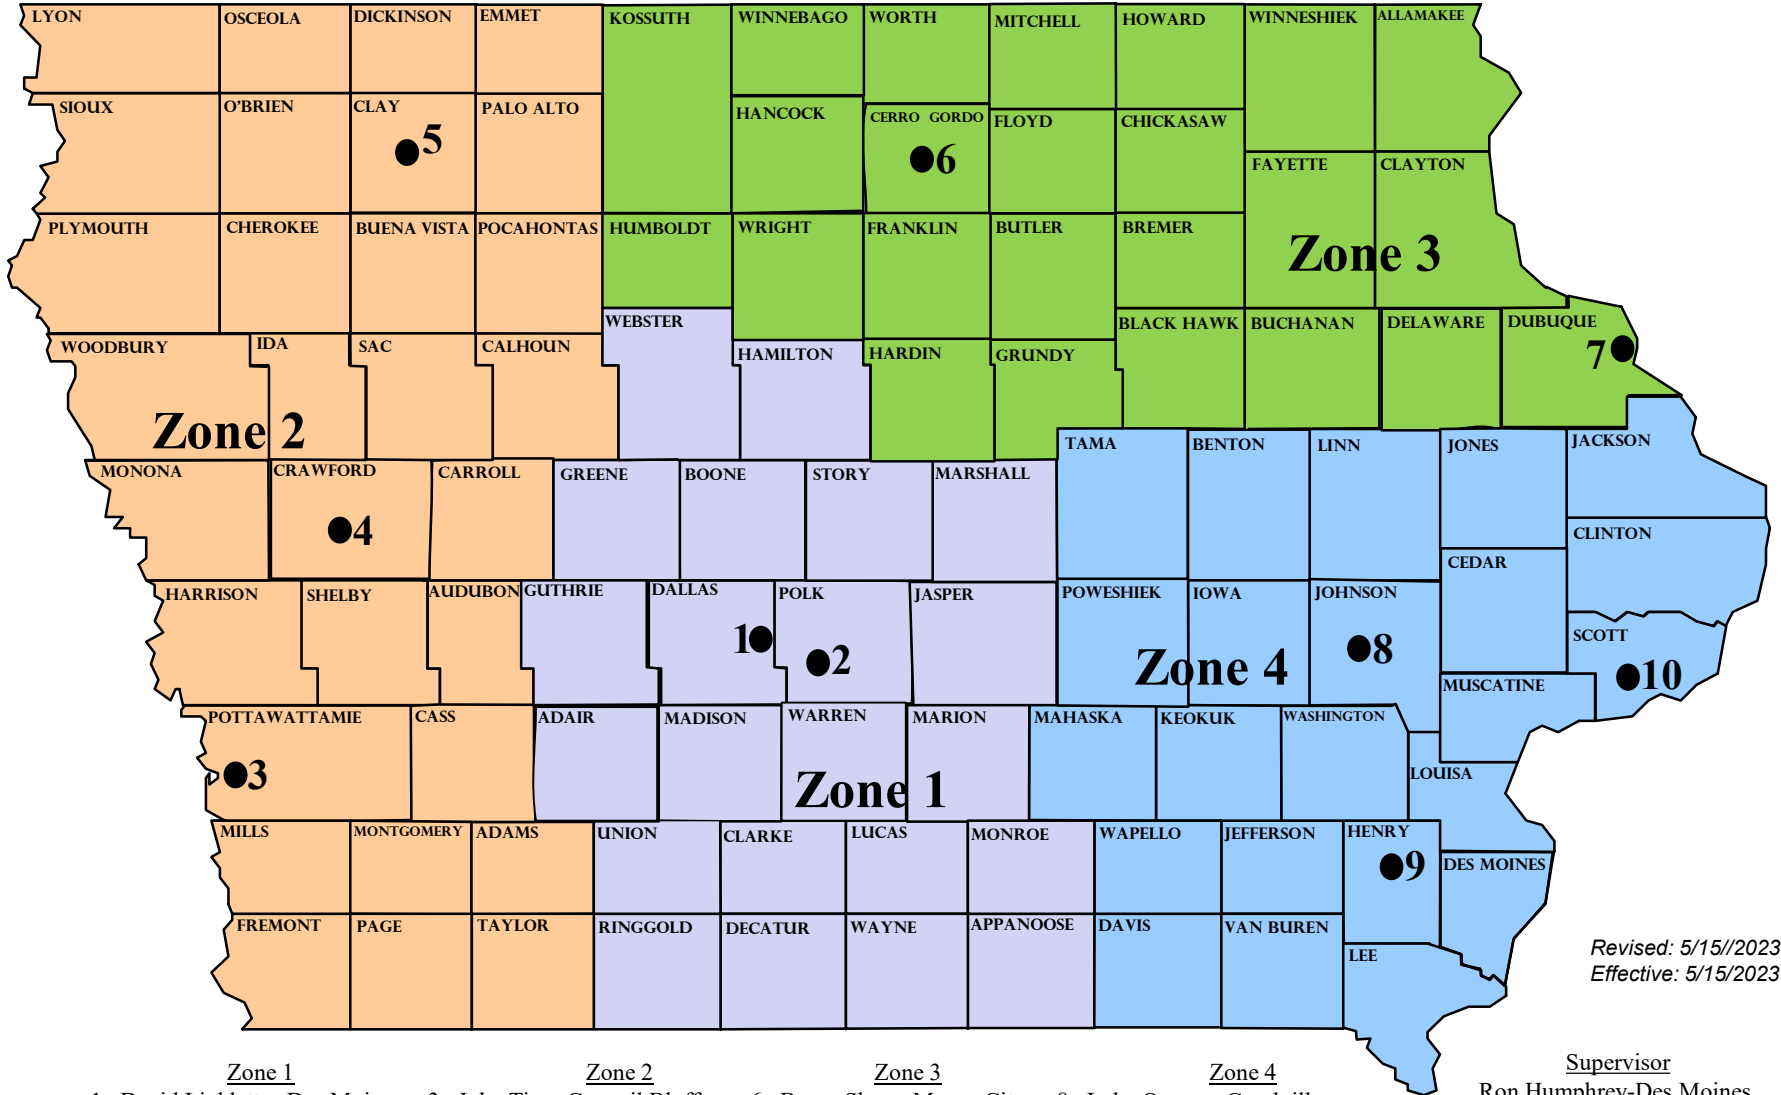 LYON OSCEOLA DICKINSON EMMET KOSSUTH WINNEBAGO WORTH MITCHELL HOWARD WINNESHIEK ALLAMAKEE
SIOUX O'BRIEN CLAY PALO ALTO HANCOCK CERRO GORDO FLOYD CHICKASAW
5 6
FAYETTE CLAYTON
PLYMOUTH CHEROKEE BUENA VISTA POCAHONTAS HUMBOLDT WRIGHT FRANKLIN BUTLER BREMER
Zone 3
WEBSTER BLACK HAWK BUCHANAN DELAWARE DUBUQUE
WOODBURY IDA SAC CALHOUN HAMILTON HARDIN GRUNDY 7
Zone 2
TAMA BENTON LINN JONES JACKSON
MONONA CRAWFORD CARROLL GREENE BOONE STORY MARSHALL
4 CLINTON
CEDAR
HARRISON SHELBY AUDUBON GUTHRIE DALLAS POLK JASPER POWESHIEK IOWA JOHNSON
1 2 Zone 4 8 SCOTT
10
MUSCATINE
POTTAWATTAMIE CASS ADAIR MADISON WARREN MARION MAHASKA KEOKUK WASHINGTON
3 Zone 1 LOUISA
MILLS MONTGOMERY ADAMS UNION CLARKE LUCAS MONROE WAPELLO JEFFERSON HENRY
9 DES MOINES
FREMONT PAGE TAYLOR RINGGOLD DECATUR WAYNE APPANOOSE DAVIS VAN BUREN
LEE
Revised: 5/15//2023
Effective: 5/15/2023
Zone 1 Zone 2 Zone 3 Zone 4 Supervisor
Ron Humphrey-Des Moines